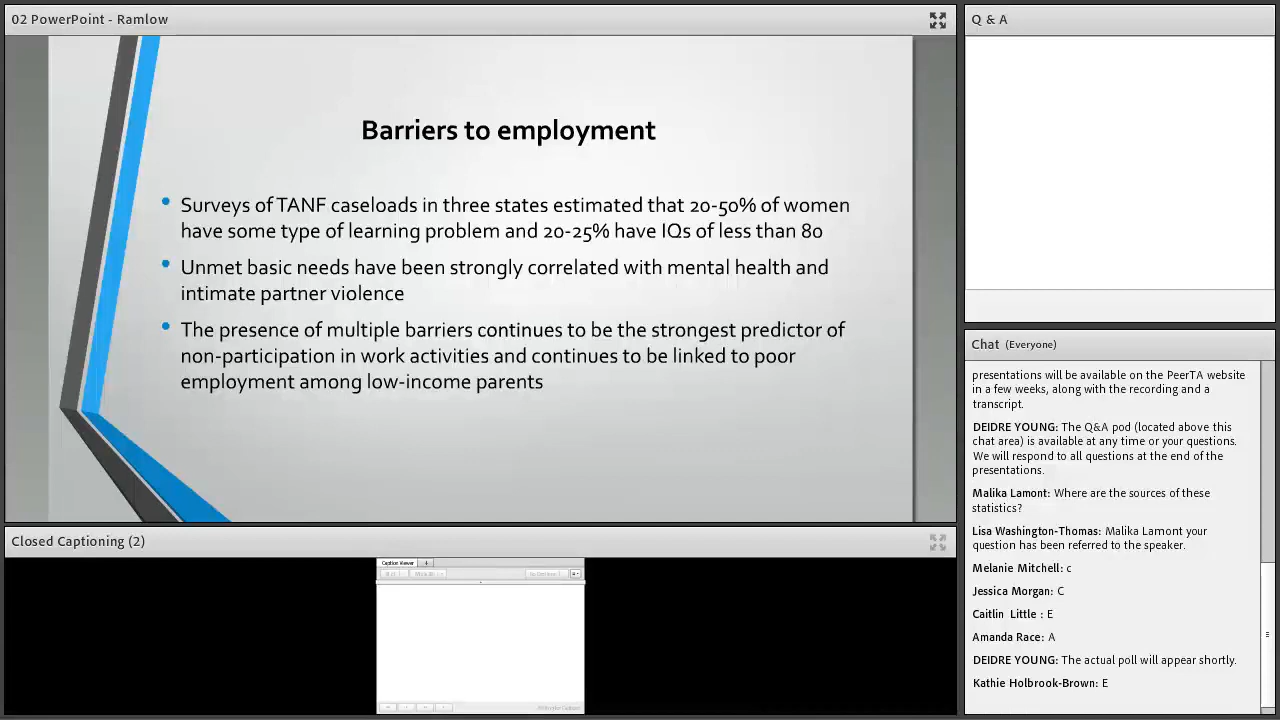 02 PowerPoint - Ramlow
Barriers to employment
• Surveys of TANF caseloads in three states estimated that 20-50% of women
have some type of learning problem and 20-25% have IQs of less than 80
• Unmet basic needs have been strongly correlated with mental health and
intimate partner violence
• The presence of multiple barriers continues to be the strongest predictor of
non-participation in work activities and continues to be linked to poor
employment among low-income parents
Closed Captioning (2)
Caption Viewer
Q & A
Chat (Everyone)
presentations will be available on the PeerTA website
in a few weeks, along with the recording and a
transcript.
DEIDRE YOUNG: The Q&A pod (located above this
chat area) is available at any time or your questions.
We will respond to all questions at the end of the
presentations.
Malika Lamont: Where are the sources of these
statistics?
Lisa Washington-Thomas: Malika Lamont your
question has been referred to the speaker.
Melanie Mitchell: c
Jessica Morgan: C
Caitlin Little : E
Amanda Race: A
DEIDRE YOUNG: The actual poll will appear shortly.
Kathie Holbrook-Brown: E